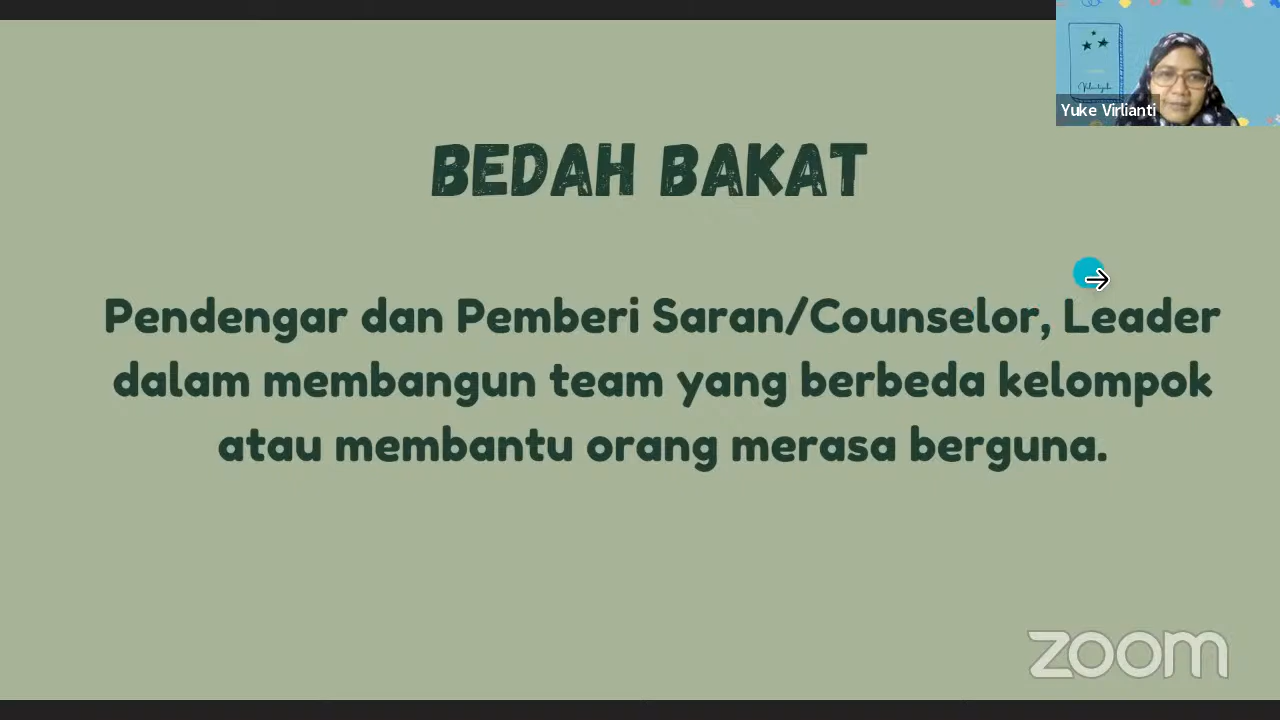 Yuke Virlianti
BEDAH BAKAT
Pendengar dan Pemberi Saran/Counselor, Leader
dalam membangun team yang berbeda kelompok
atau membantu orang merasa berguna.
zoom